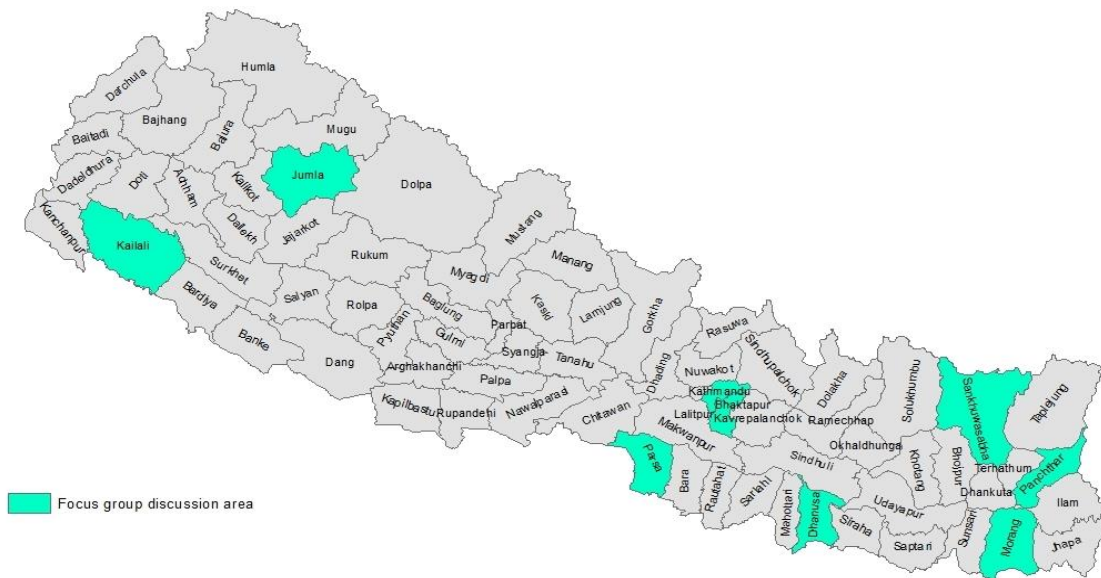 Humla
Darchula
Bajhang
Bajura
Mugu
Baitadi
Dadeldhura
Doti
Achham
Kalikot
Jumla
Dolpa
Kanchanpur
Kailali
Dailekh
Jajarkot
Mustang
Surkhet
Rukum
Manang
Bardiya
Salyan
Myagdi
Rolpa
Baglung
Kaski
Lamjung
Gorkha
Banke
Pyuthan
Parbat
Gulmi
Rasuwa
Sindhupalchok
Dang
Syangja
Tanahu
Dhading
Nuwakot
Dolakha
Solukhumbu
Sankhuwasabha
Taplejung
Arghakhanchi
Palpa
Kathmandu
Kapilbastu
Rupandehi
Nawalparasi
Chitawan
Lalitpur
Bhaktapur
Kavrepalanchok
Ramechhap
Makwanpur
Okhaldhunga
Parsa
Sindhuli
Khotang
Bhojpur
Terhathum
Panchthar
Bara
Rautahat
Sarlahi
Dhankuta
Mahottari
Dhanusa
Udayapur
Ilam
Siraha
Saptari
Sunsari
Morang
Jhapa
Focus group discussion area